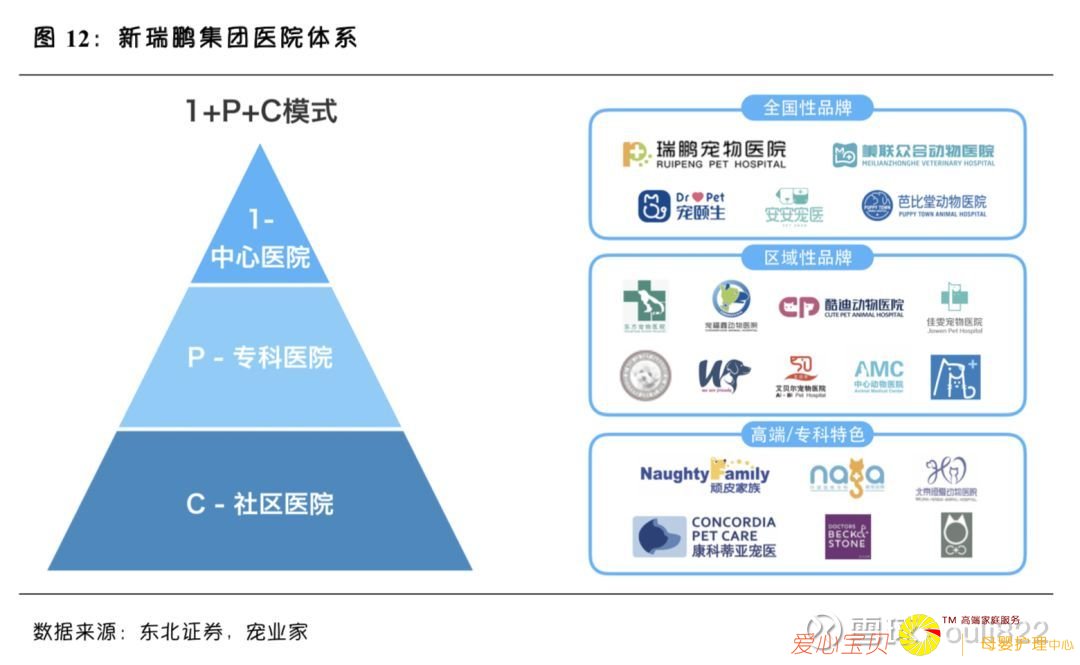 图 12：新瑞鹏集团医院体系
1+P+C模式
1-
中心医院
P - 专科医院
C - 社区医院
全国性品牌
瑞鹏宠物医院
RUIPENG PET HOSPITAL
美联众合动物医院
MEILIANZHONGHE VETERINARY HOSPITAL
Dr Pet
宠颐生
安安宠医
芭比堂动物医院
PUPPY TOWN ANIMAL HOSPITAL
区域性品牌
东方宠物医院
宠福鑫动物医院
CP
酷迪动物医院
CUTE PET ANIMAL HOSPITAL
佳雯宠物医院
Jawen Pet Hospital
we are friends
艾贝尔宠物医院
Ai - Bi Pet Hospital
AMC
中心动物医院
Animal Medical Center
高端/专科特色
Naughty Family
顽皮家族
naga
北京恒爱动物医院
CONCORDIA
PET CARE
康科蒂亚宠医
DOCTORS
BECK&
STONE
数据来源：东北证券，宠业家
爱心宝贝
TM 高端家庭服务
母婴护理中心